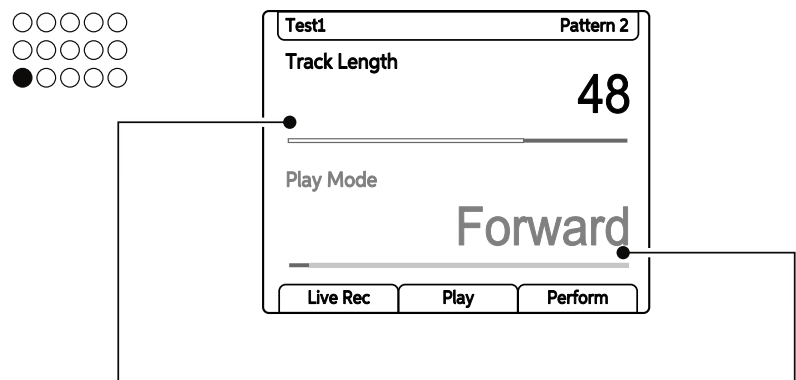 Test1 Pattern 2
Track Length
48
Play Mode
Forward
Live Rec Play Perform